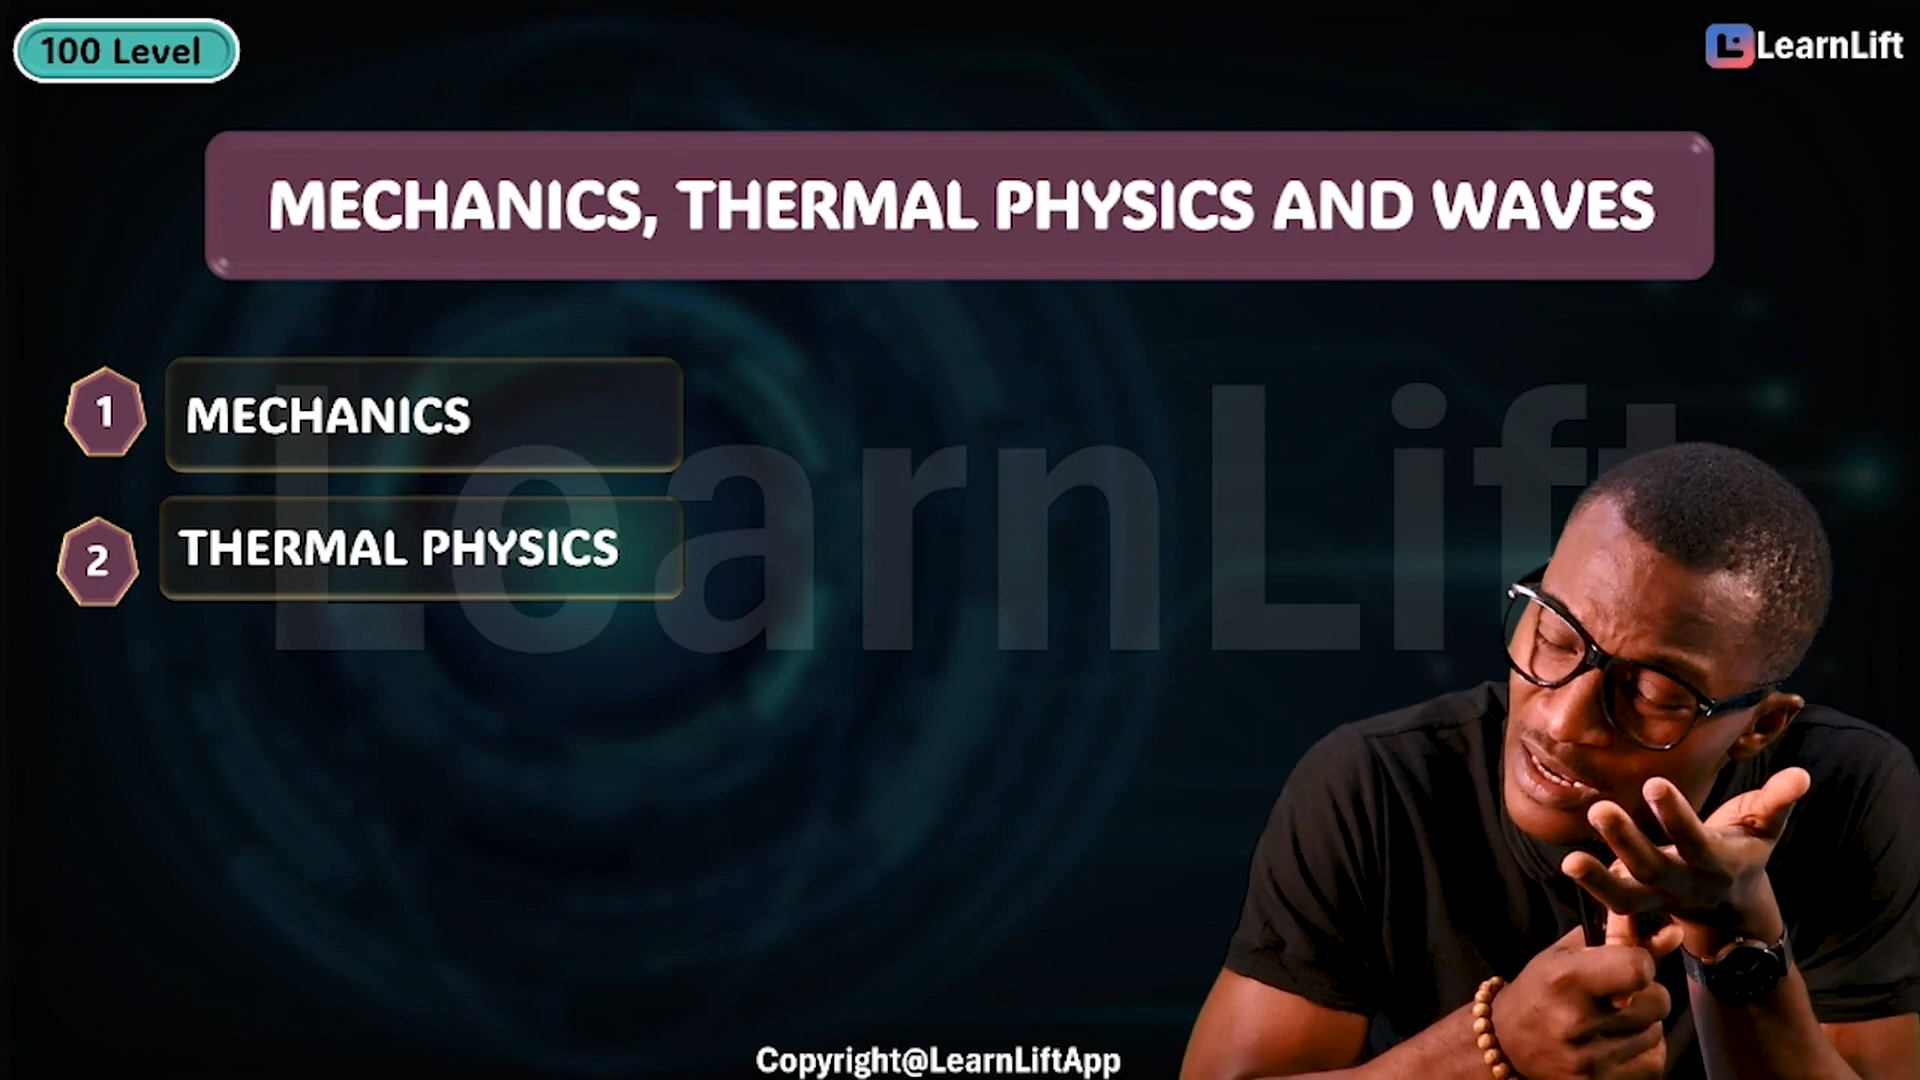 100 Level
LearnLift
MECHANICS, THERMAL PHYSICS AND WAVES
1
MECHANICS
2
THERMAL PHYSICS
LearnLift
Copyright@LearnLiftApp